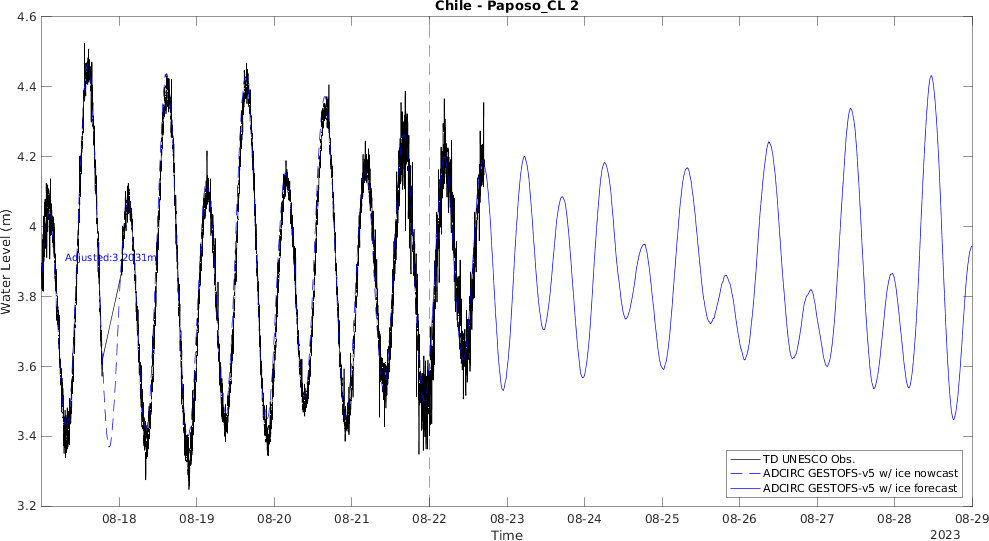 Chile - Paposo_CL 2
4.6
4.4
4.2
4
3.8
3.6
3.4
3.2
Water Level (m)
Adjusted:3.2031m
TD UNESCO Obs.
ADCIRC GESTOFS-v5 w/ ice nowcast
ADCIRC GESTOFS-v5 w/ ice forecast
08-18 08-19 08-20 08-21 08-22 08-23 08-24 08-25 08-26 08-27 08-28 08-29
Time
2023